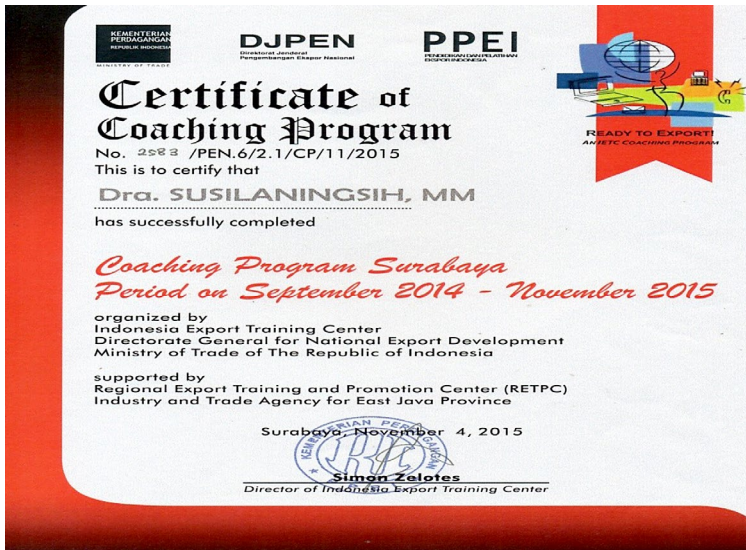 KEMENTERIAN
PERDAGANGAN
REPUBLIK INDONESIA
MINISTRY OF TRADE
DJPEN
Direktorat Jenderal
Pengembangan Ekspor Nasional
PPEI
PENDIDIKAN DAN PELATIHAN
EKSPOR INDONESIA
READY TO EXPORT!
AN IETC COACHING PROGRAM
Certificate of
Coaching Program
No. 2983 /PEN.6/2.1/CP/11/2015
This is to certify that
Dra. SUSILANINGSIH, MM
has successfully completed
Coaching Program Surabaya
Period on September 2014 - November 2015
organized by
Indonesia Export Training Center
Directorate General for National Export Development
Ministry of Trade of The Republic of Indonesia
supported by
Regional Export Training and Promotion Center (RETPC)
Industry and Trade Agency for East Java Province
Surabaya, November 4, 2015
KEMENTERIAN PERDAGANGAN
Simon Zelotes
Director of Indonesia Export Training Center